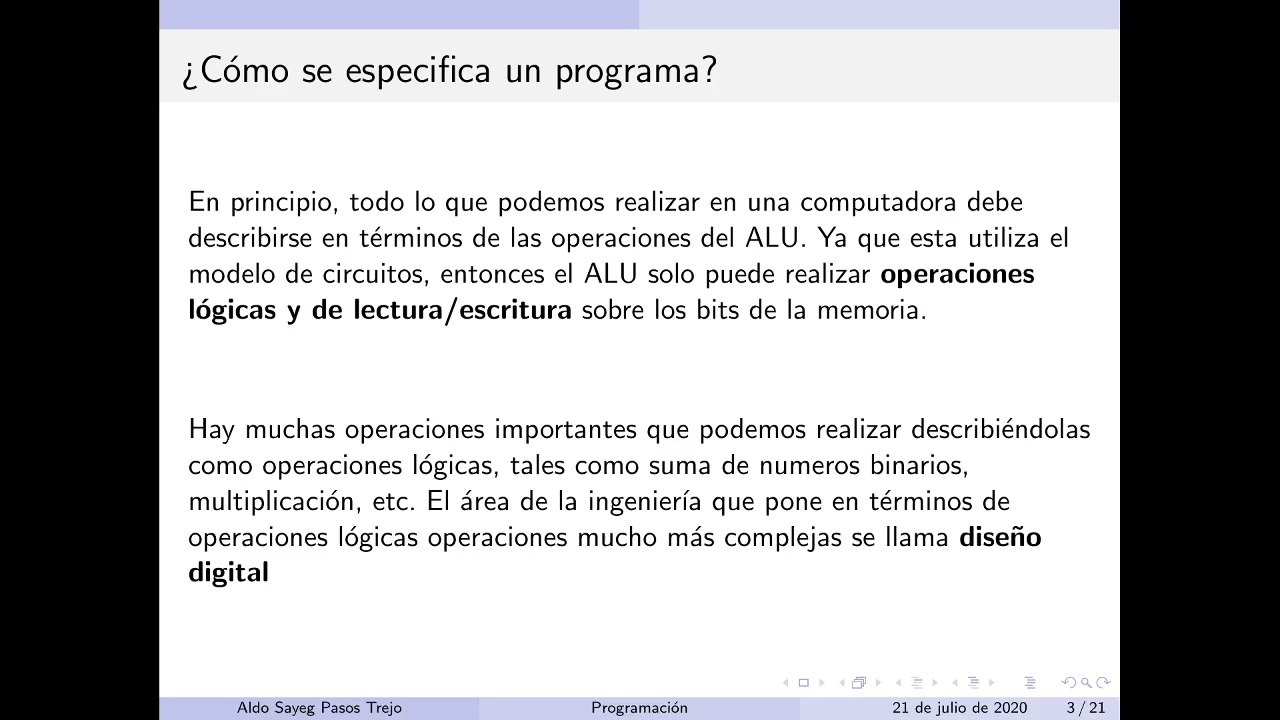 ¿Cómo se especifica un programa?
En principio, todo lo que podemos realizar en una computadora debe
describirse en términos de las operaciones del ALU. Ya que esta utiliza el
modelo de circuitos, entonces el ALU solo puede realizar operaciones
lógicas y de lectura/escritura sobre los bits de la memoria.
Hay muchas operaciones importantes que podemos realizar describiéndolas
como operaciones lógicas, tales como suma de numeros binarios,
multiplicación, etc. El área de la ingeniería que pone en términos de
operaciones lógicas operaciones mucho más complejas se llama diseño
digital
Aldo Sayeg Pasos Trejo Programación 21 de julio de 2020 3 / 21